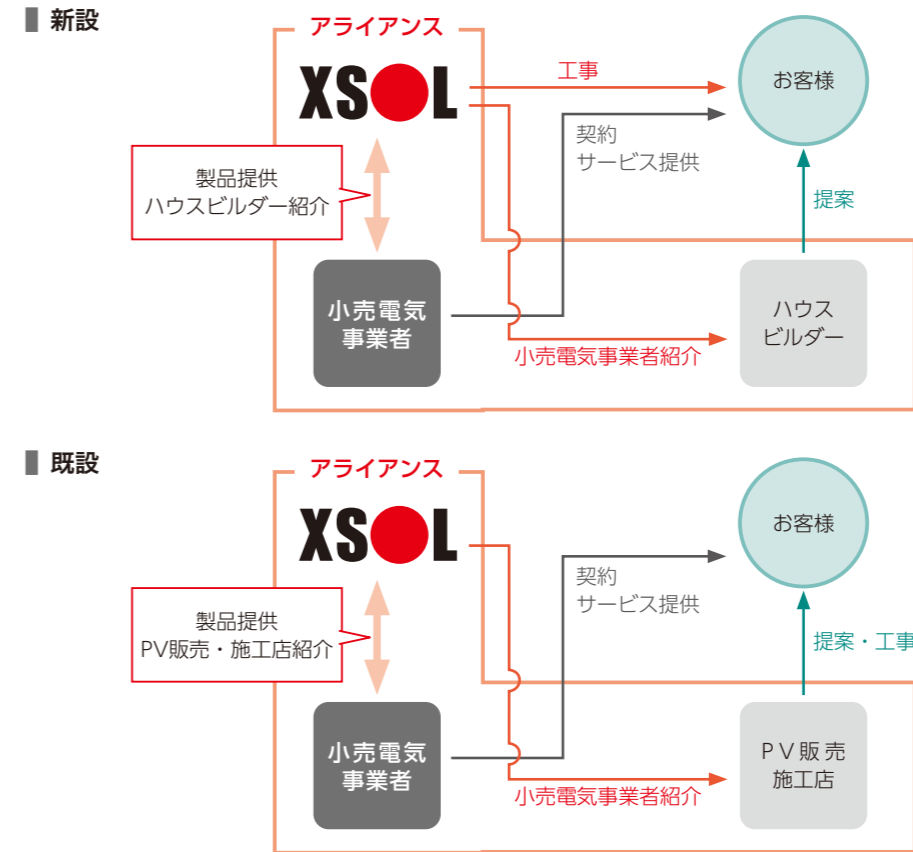 新設
アライアンス
XSOL
工事
お客様
契約
サービス提供
製品提供
ハウスビルダー紹介
提案
小売電気
事業者
ハウス
ビルダー
小売電気事業者紹介
既設
アライアンス
XSOL
お客様
契約
サービス提供
製品提供
PV販売・施工店紹介
提案・工事
小売電気
事業者
PV販売
施工店
小売電気事業者紹介